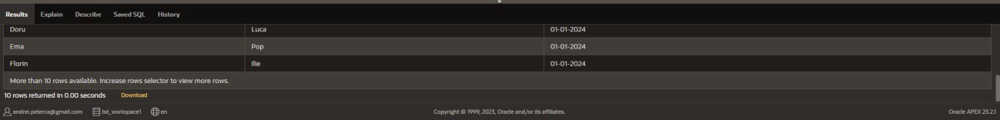 Results Explain Describe Saved SQL History
Doru Luca 01-01-2024
Ema Pop 01-01-2024
Florin Ilie 01-01-2024
More than 10 rows available. Increase rows selector to view more rows.
10 rows returned in 0.00 seconds Download
andrei.peterca@gmail.com bd_workspace1 en Copyright © 1999, 2023, Oracle and/or its affiliates. Oracle APEX 23.2.1